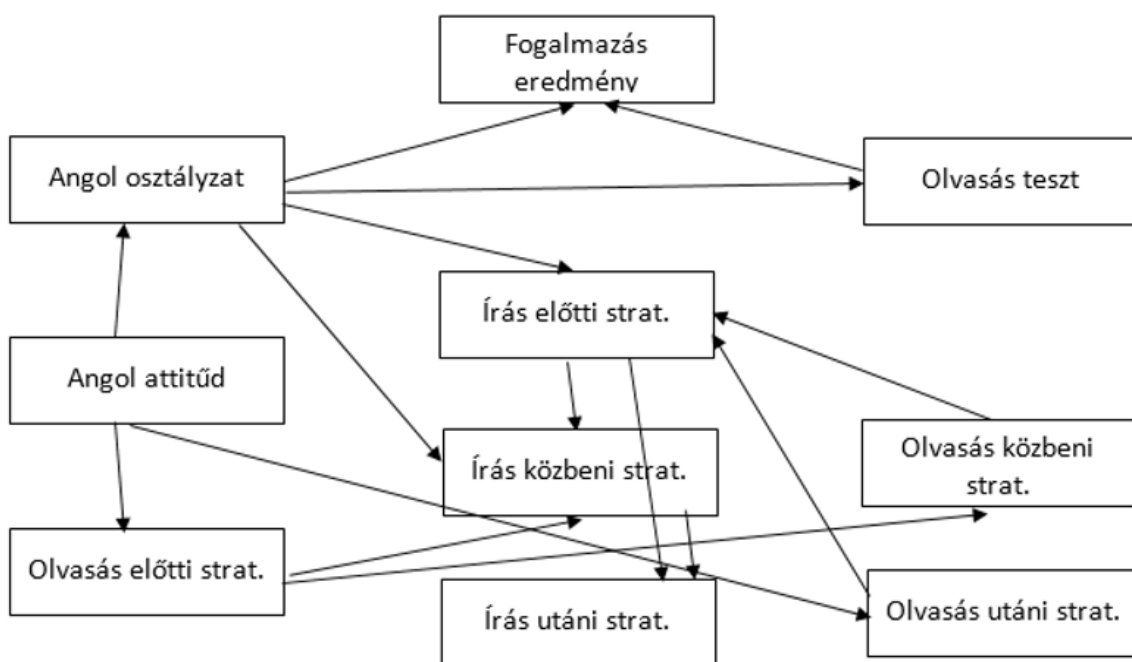 Fogalmazás
eredmény
Angol osztályzat
Olvasás teszt
Írás előtti strat.
Angol attitűd
Írás közbeni strat.
Olvasás közbeni
strat.
Olvasás előtti strat.
Írás utáni strat.
Olvasás utáni strat.